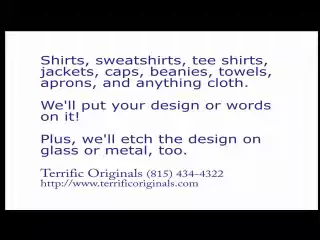 Shirts, sweatshirts, tee shirts,
jackets, caps, beanies, towels,
aprons, and anything cloth.
We'll put your design or words
on it!
Plus, we'll etch the design on
glass or metal, too.
Terrific Originals (815) 434-4322
http://www.terrificoriginals.com